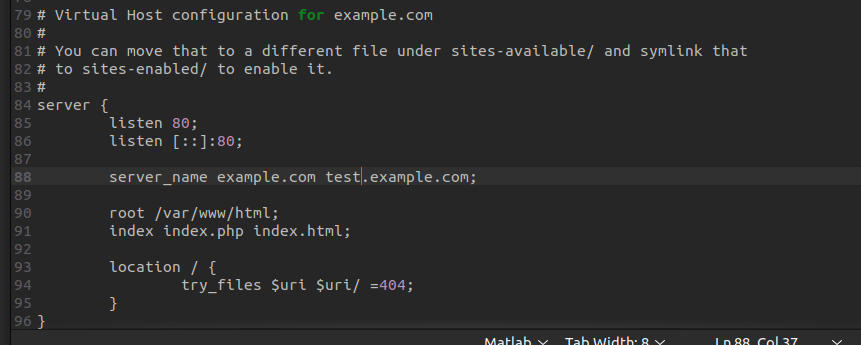 79 # Virtual Host configuration for example.com
80 #
81 # You can move that to a different file under sites-available/ and symlink that
82 # to sites-enabled/ to enable it.
83 #
84 server {
85         listen 80;
86         listen [::]:80;
87
88         server_name example.com test.example.com;
89
90         root /var/www/html;
91         index index.php index.html;
92
93         location / {
94                 try_files $uri $uri/ =404;
95         }
96 }
Matlab Tab Width: 8 Ln 88, Col 37